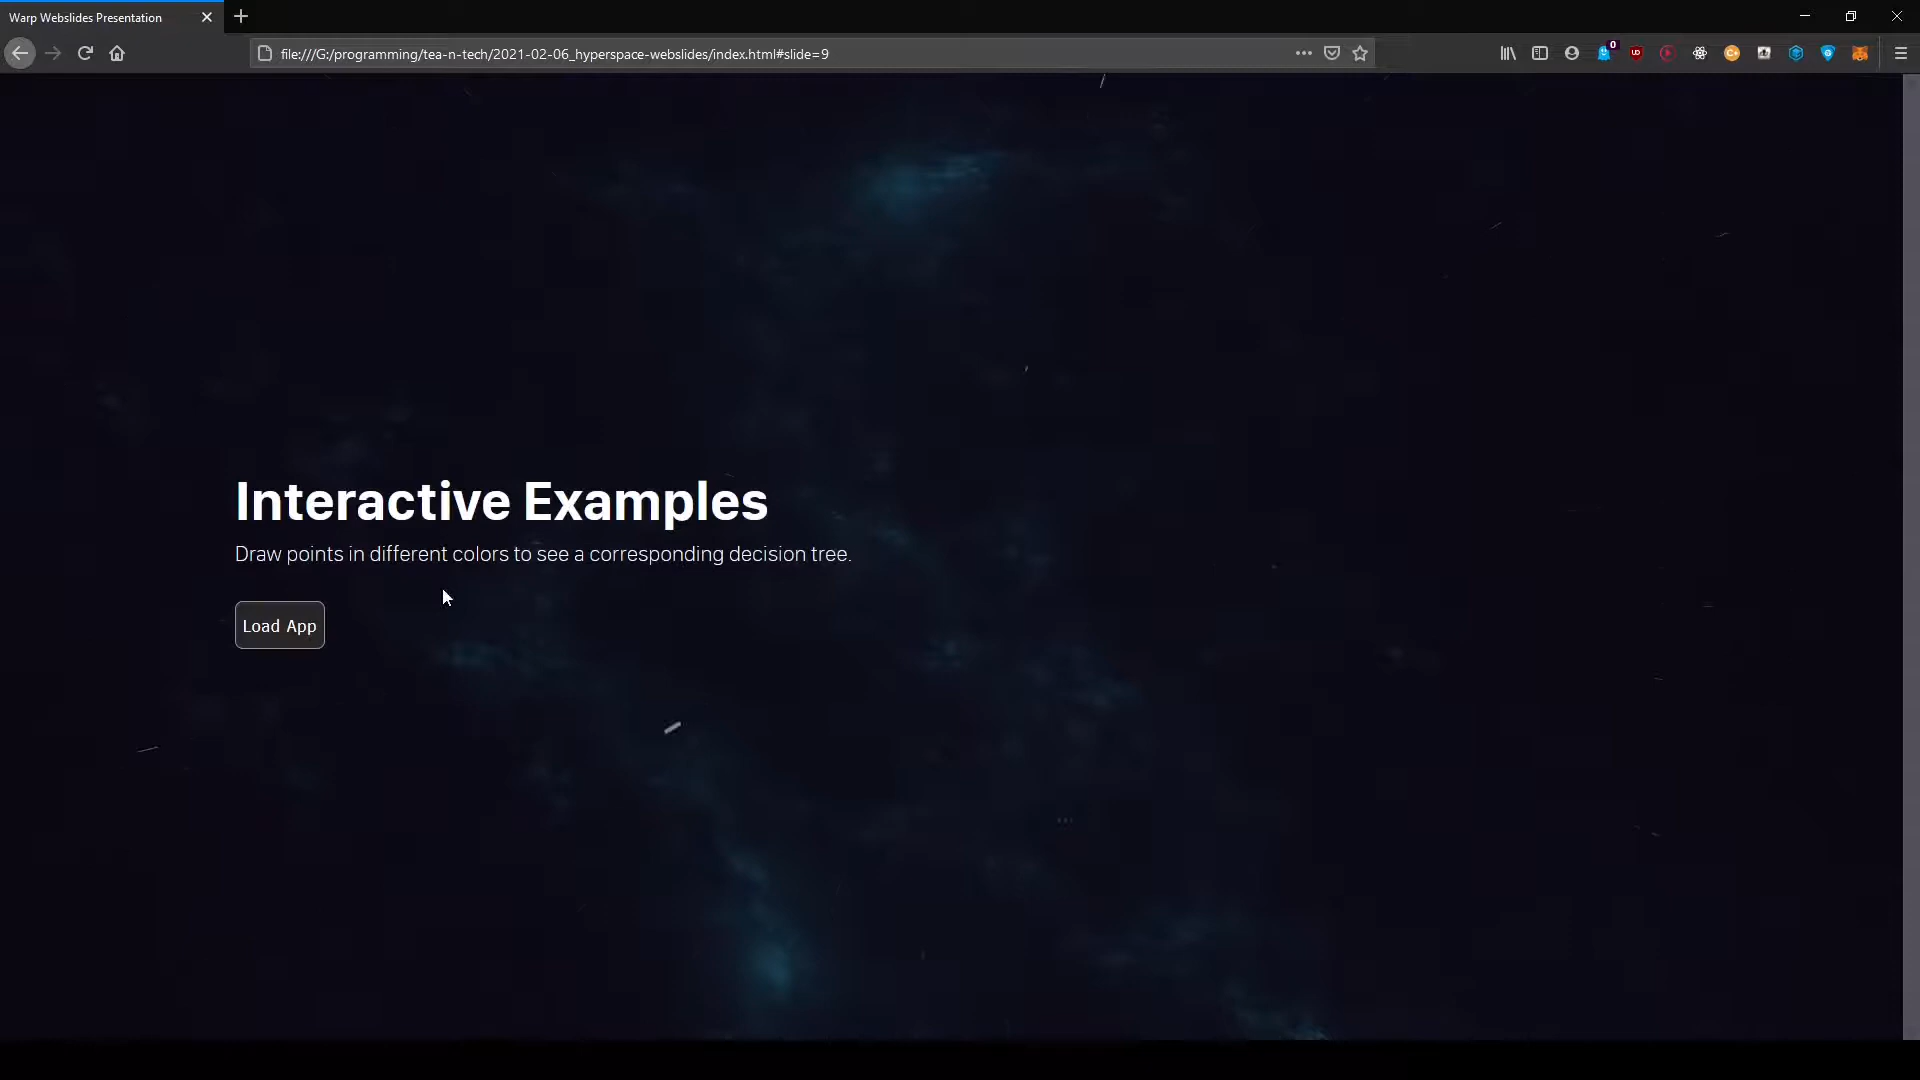 Warp Webslides Presentation
file:///G:/programming/tea-n-tech/2021-02-06_hyperspace-webslides/index.html#slide=9
0
Interactive Examples
Draw points in different colors to see a corresponding decision tree.
Load App